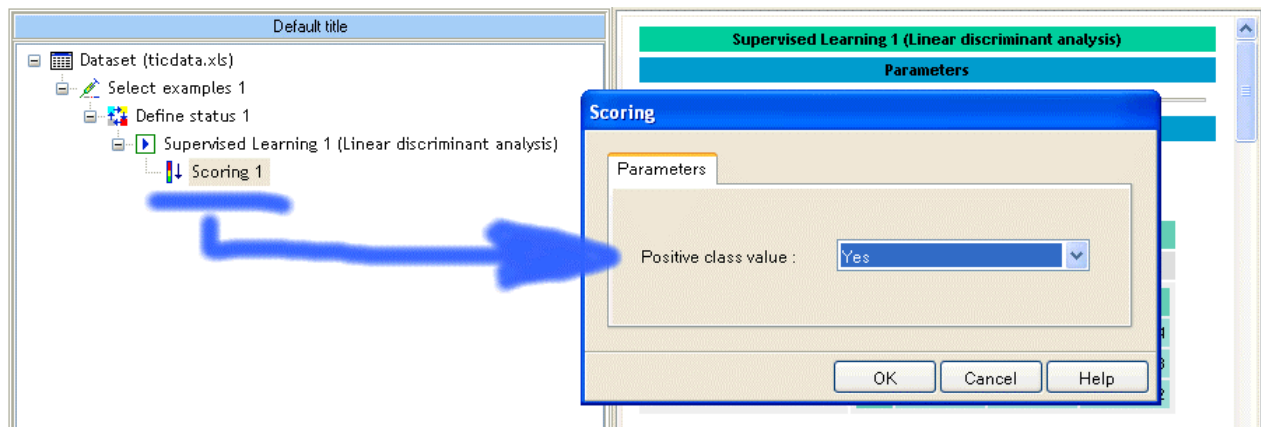 Default title
Dataset (ticdata.xls)
Select examples 1
Define status 1
Supervised Learning 1 (Linear discriminant analysis)
Scoring 1
Supervised Learning 1 (Linear discriminant analysis)
Parameters
Scoring
Parameters
Positive class value :
Yes
OK
Cancel
Help